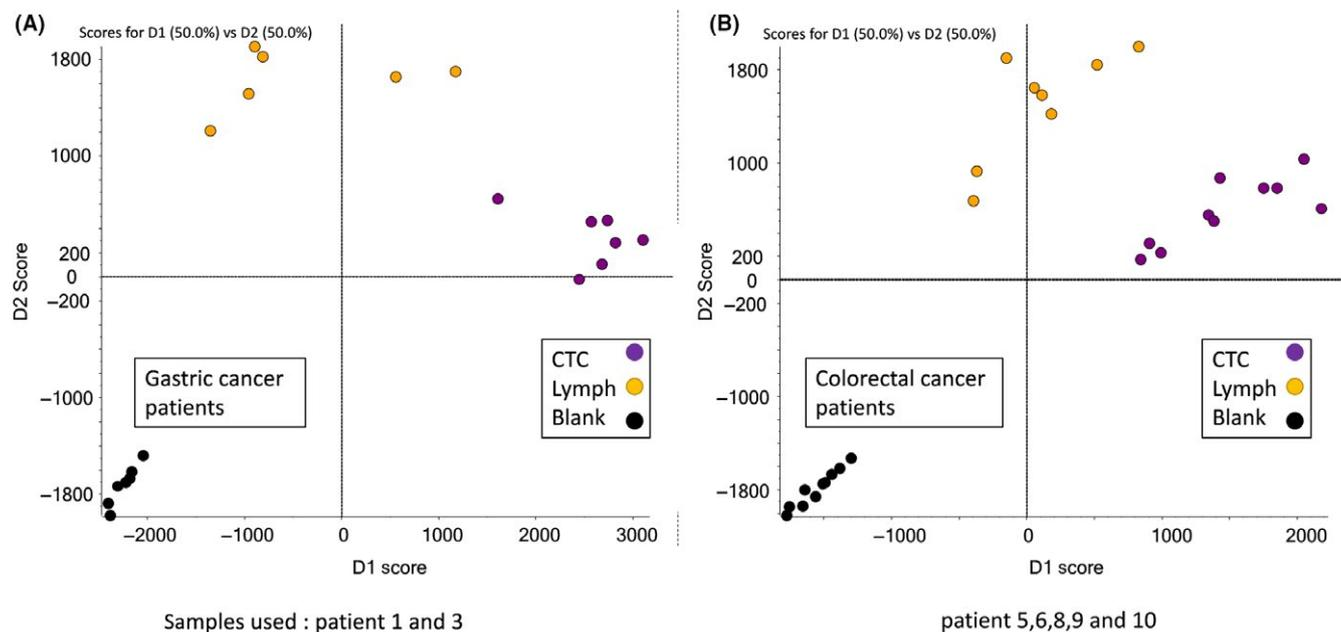 (A)
Scores for D1 (50.0%) vs D2 (50.0%)
1800
1000
200
0
−200
−1000
−1800
D2 Score
Gastric cancer
patients
CTC
Lymph
Blank
−2000
−1000
0
1000
2000
3000
D1 score
Samples used : patient 1 and 3
(B)
Scores for D1 (50.0%) vs D2 (50.0%)
1800
1000
200
0
−200
−1000
−1800
D2 Score
Colorectal cancer
patients
CTC
Lymph
Blank
−1000
0
1000
2000
D1 score
patient 5,6,8,9 and 10